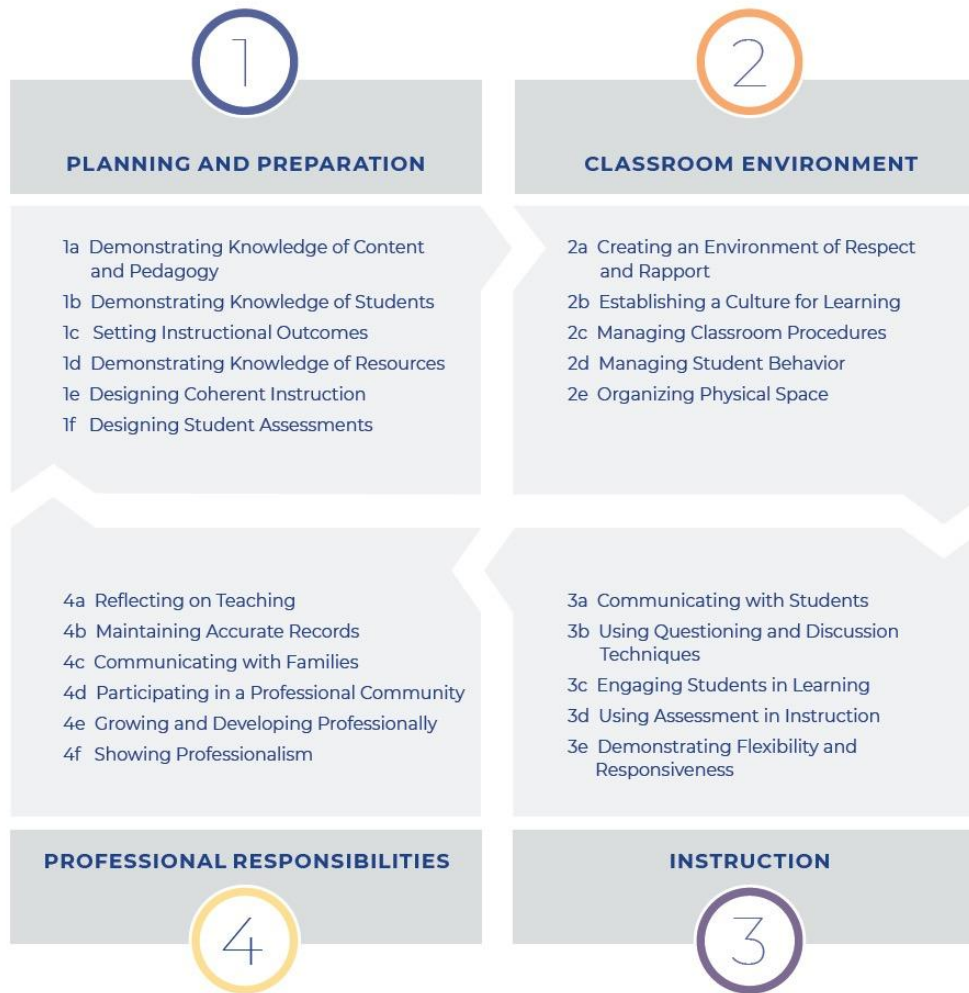 1
PLANNING AND PREPARATION
1a Demonstrating Knowledge of Content
and Pedagogy
1b Demonstrating Knowledge of Students
1c Setting Instructional Outcomes
1d Demonstrating Knowledge of Resources
1e Designing Coherent Instruction
1f Designing Student Assessments
2
CLASSROOM ENVIRONMENT
2a Creating an Environment of Respect
and Rapport
2b Establishing a Culture for Learning
2c Managing Classroom Procedures
2d Managing Student Behavior
2e Organizing Physical Space
3a Communicating with Students
3b Using Questioning and Discussion
Techniques
3c Engaging Students in Learning
3d Using Assessment in Instruction
3e Demonstrating Flexibility and
Responsiveness
INSTRUCTION
3
4a Reflecting on Teaching
4b Maintaining Accurate Records
4c Communicating with Families
4d Participating in a Professional Community
4e Growing and Developing Professionally
4f Showing Professionalism
PROFESSIONAL RESPONSIBILITIES
4